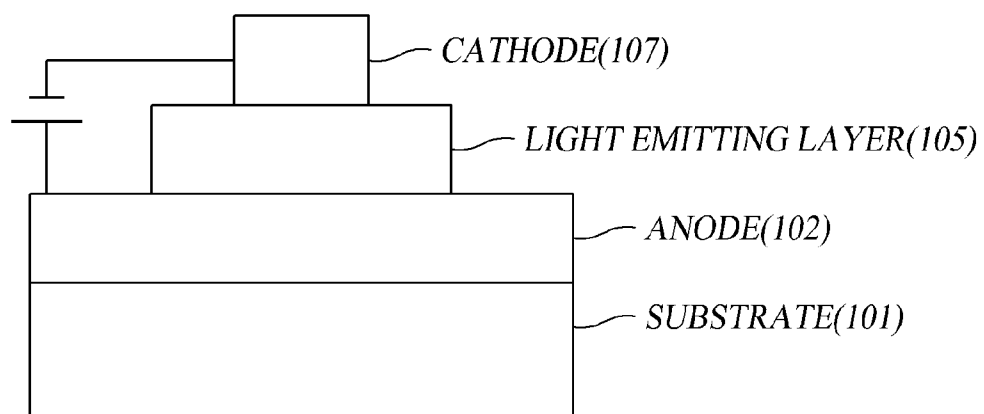 CATHODE(107)
LIGHT EMITTING LAYER(105)
ANODE(102)
SUBSTRATE(101)